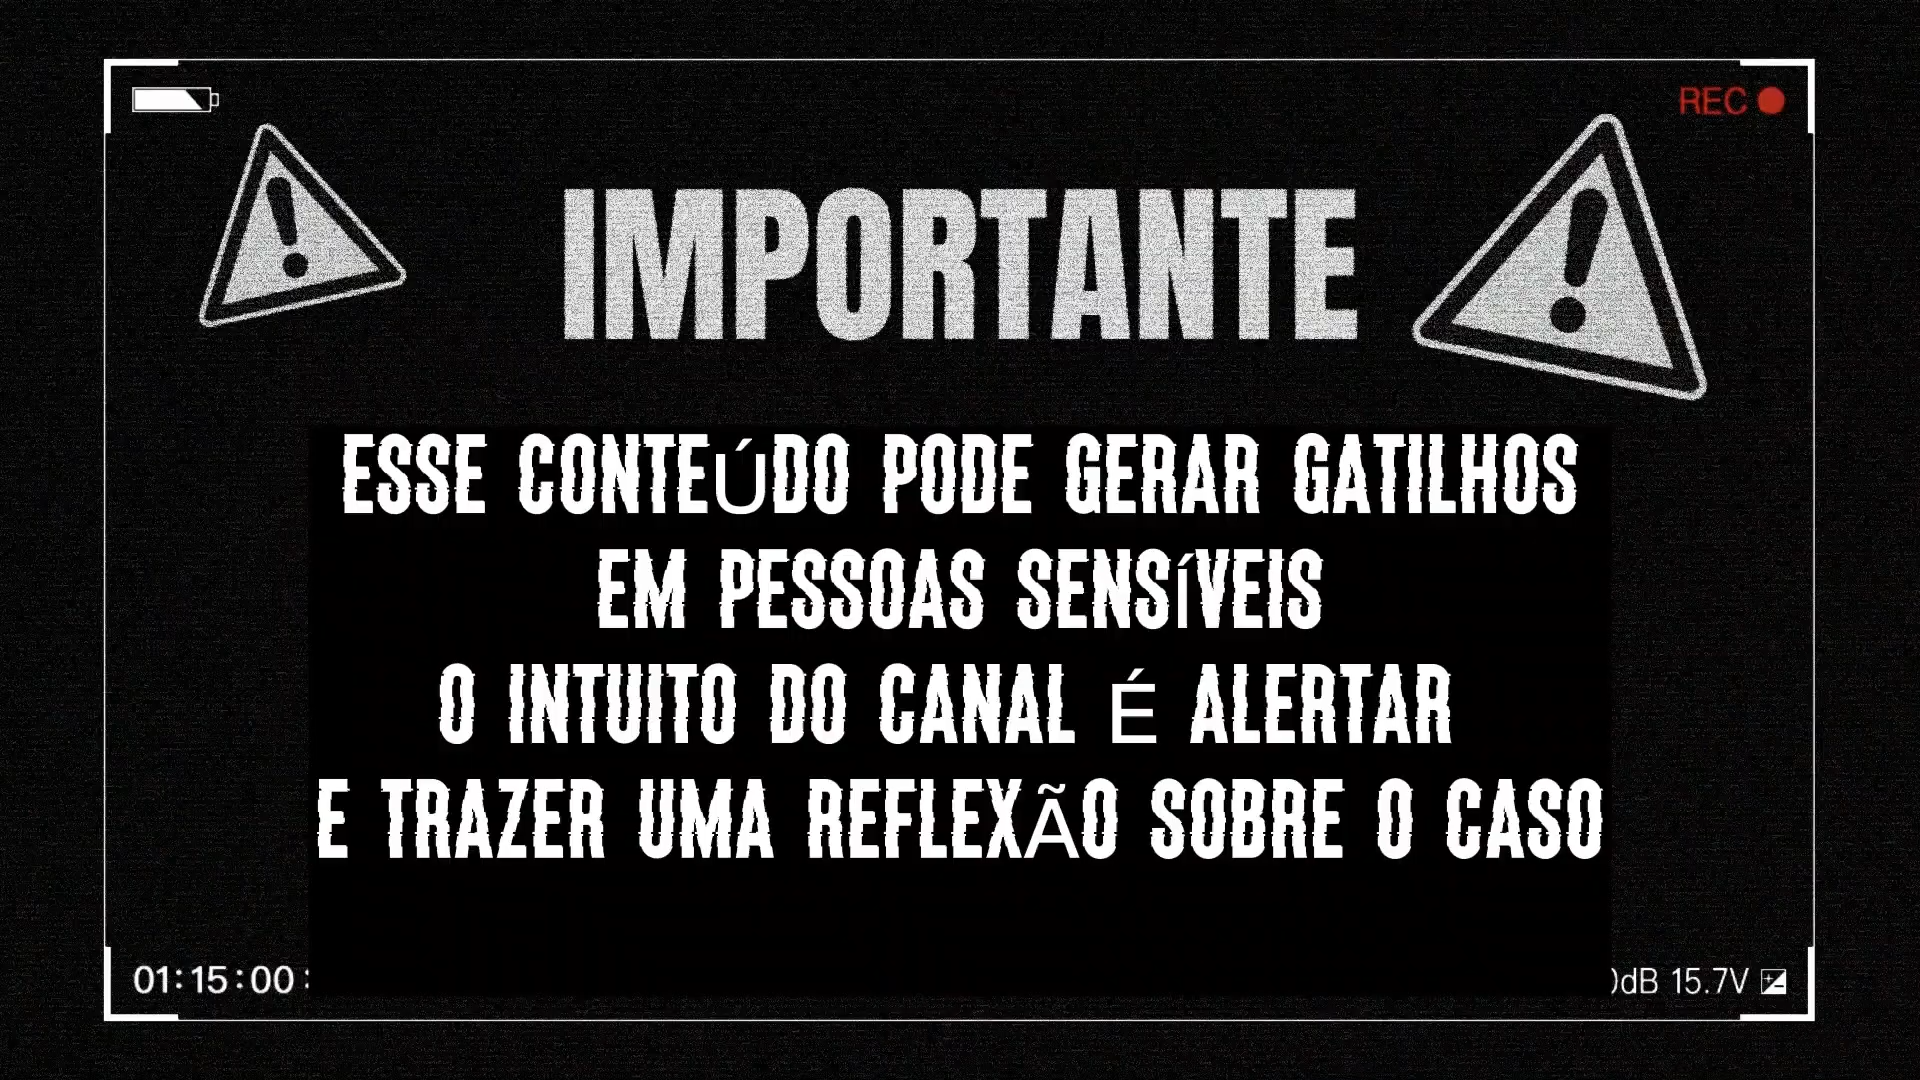 REC
IMPORTANTE
ESSE CONTEÚDO PODE GERAR GATILHOS
EM PESSOAS SENSÍVEIS
O INTUITO DO CANAL É ALERTAR
E TRAZER UMA REFLEXÃO SOBRE O CASO
01:15:00 :
dB 15.7V